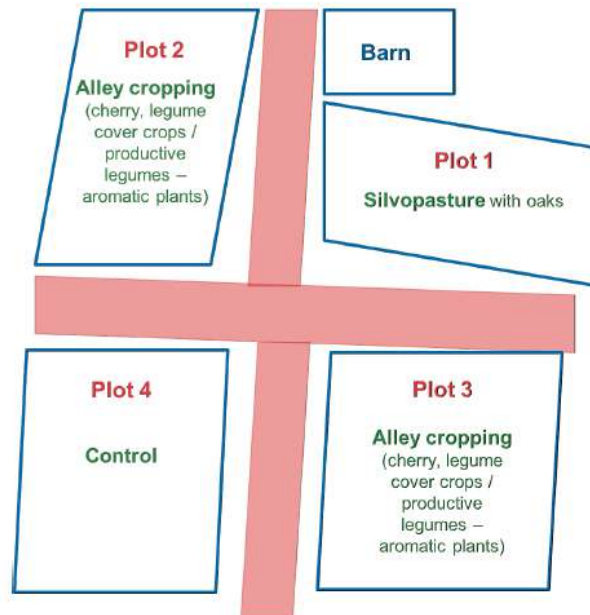 Plot 2
Alley cropping
(cherry, legume
cover crops /
productive
legumes –
aromatic plants)
Barn
Plot 1
Silvopasture with oaks
Plot 4
Control
Plot 3
Alley cropping
(cherry, legume
cover crops /
productive
legumes –
aromatic plants)